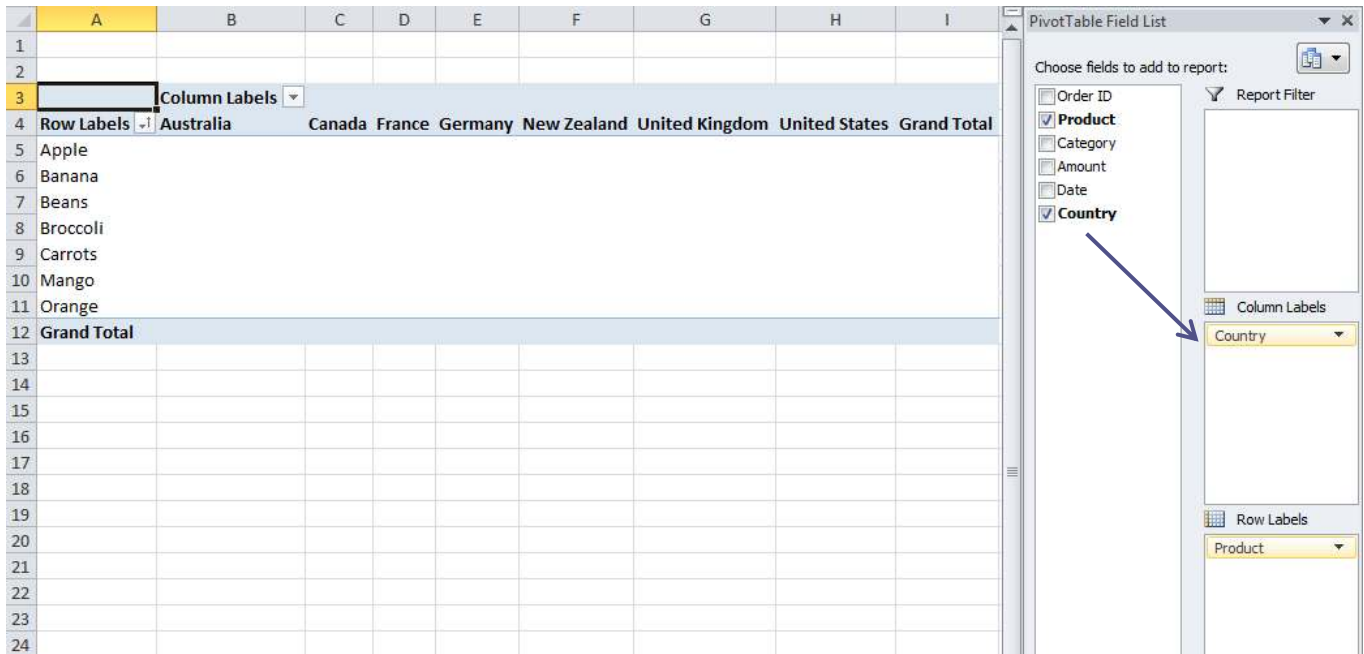 A B C D E F G H I
PivotTable Field List
1
2
Choose fields to add to report:
3 Column Labels
4 Row Labels Australia Canada France Germany New Zealand United Kingdom United States Grand Total
5 Apple
6 Banana
7 Beans
8 Broccoli
9 Carrots
10 Mango
11 Orange
12 Grand Total
13
14
15
16
17
18
19
20
21
22
23
24
Order ID
Product
Category
Amount
Date
Country
Report Filter
Column Labels
Country
Row Labels
Product